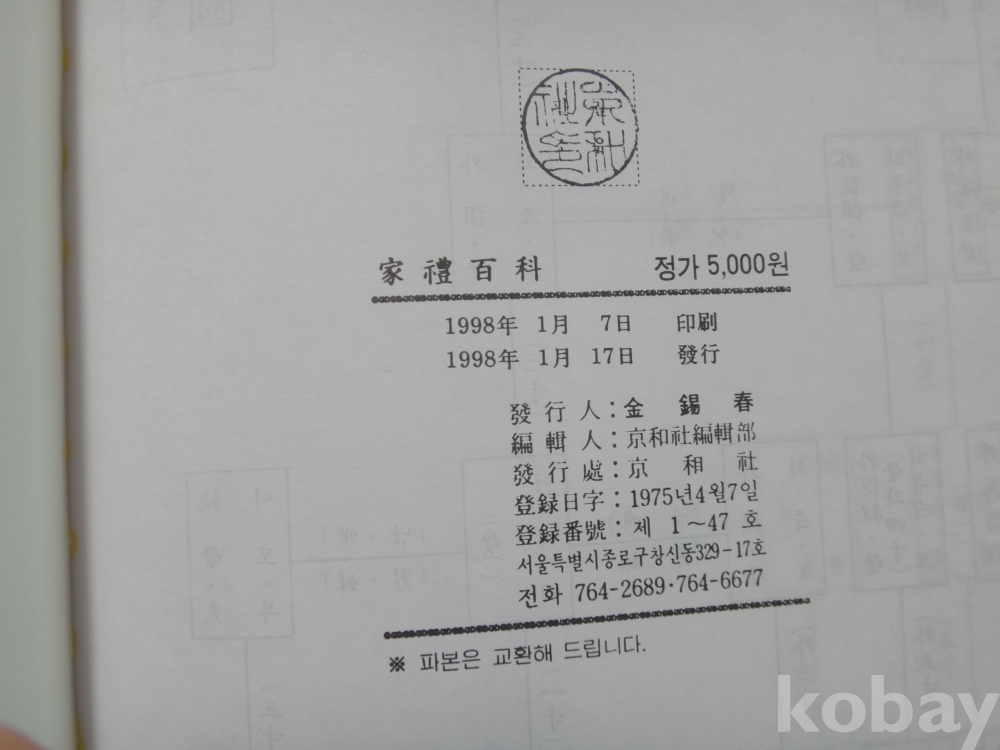 家禮百科 정가 5,000원
1998年 1月 7日 印刷
1998年 1月 17日 發行
發行人:金錫春
編輯人:京和社編輯部
發行處:京和社
登録日字:1975년4월7일
登録番號:제 1～47 호
서울특별시종로구창신동329-17호
전화 764-2689·764-6677
※ 파본은 교환해 드립니다.
kobay